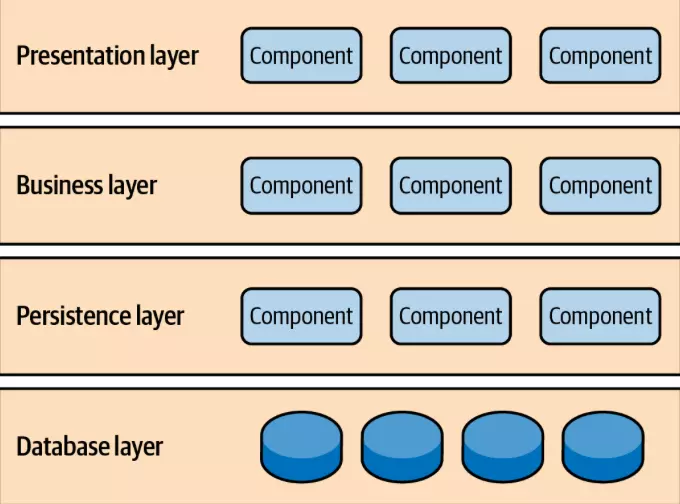 Presentation layer Component Component Component
Business layer Component Component Component
Persistence layer Component Component Component
Database layer